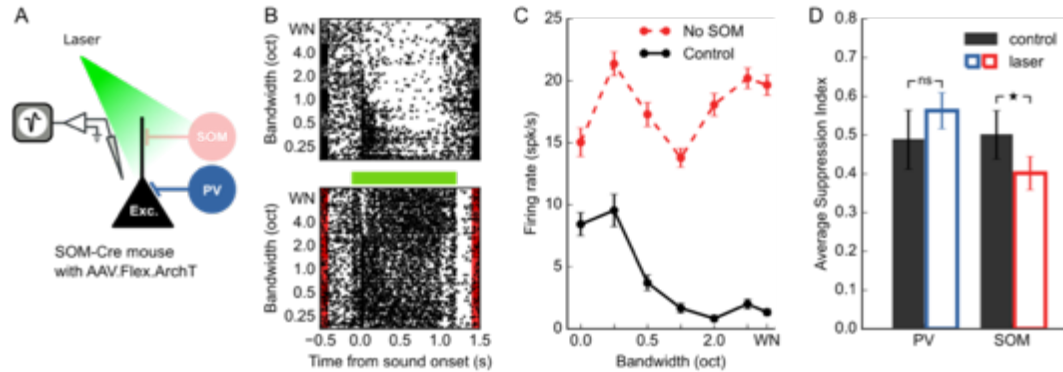 A
Laser
SOM
PV
Exc.
SOM-Cre mouse
with AAV.Flex.ArchT
B
Bandwidth (oct)
WN
4.0
2.0
1.0
0.5
0.25
Bandwidth (oct)
WN
4.0
2.0
1.0
0.5
0.25
−0.5 0.0 0.5 1.0 1.5
Time from sound onset (s)
C
No SOM
Control
Firing rate (spk/s)
25
20
15
10
5
0
0.0 0.5 2.0 WN
Bandwidth (oct)
D
control
laser
ns
★
Average Suppression Index
0.8
0.7
0.6
0.5
0.4
0.3
0.2
0.1
0.0
PV SOM